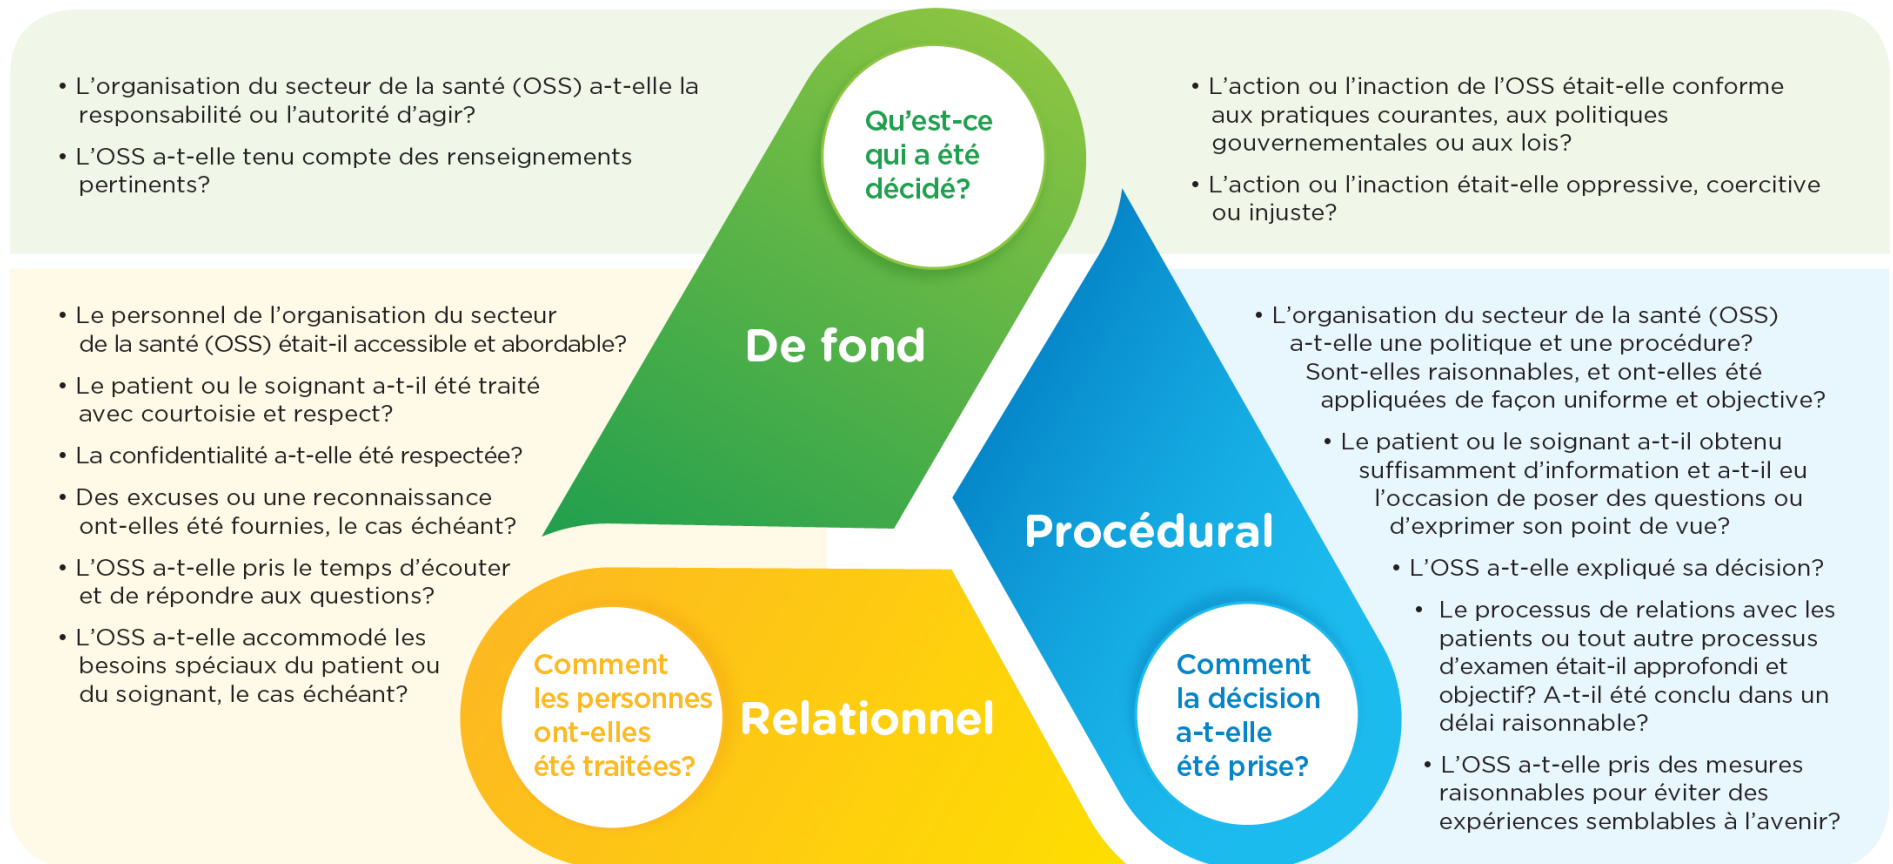 • L'organisation du secteur de la santé (OSS) a-t-elle la
responsabilité ou l'autorité d'agir?
• L'OSS a-t-elle tenu compte des renseignements
pertinents?
Qu'est-ce
qui a été
décidé?
• L'action ou l'inaction de l'OSS était-elle conforme
aux pratiques courantes, aux politiques
gouvernementales ou aux lois?
• L'action ou l'inaction était-elle oppressive, coercitive
ou injuste?
De fond
• Le personnel de l'organisation du secteur
de la santé (OSS) était-il accessible et abordable?
• Le patient ou le soignant a-t-il été traité
avec courtoisie et respect?
• La confidentialité a-t-elle été respectée?
• Des excuses ou une reconnaissance
ont-elles été fournies, le cas échéant?
• L'OSS a-t-elle pris le temps d'écouter
et de répondre aux questions?
• L'OSS a-t-elle accommodé les
besoins spéciaux du patient ou
du soignant, le cas échéant?
Comment
les personnes
ont-elles
été traitées?
Relationnel
Procédural
Comment
la décision
a-t-elle
été prise?
• L'organisation du secteur de la santé (OSS)
a-t-elle une politique et une procédure?
Sont-elles raisonnables, et ont-elles été
appliquées de façon uniforme et objective?
• Le patient ou le soignant a-t-il obtenu
suffisamment d'information et a-t-il eu
l'occasion de poser des questions ou
d'exprimer son point de vue?
• L'OSS a-t-elle expliqué sa décision?
• Le processus de relations avec les
patients ou tout autre processus
d'examen était-il approfondi et
objectif? A-t-il été conclu dans un
délai raisonnable?
• L'OSS a-t-elle pris des mesures
raisonnables pour éviter des
expériences semblables à l'avenir?